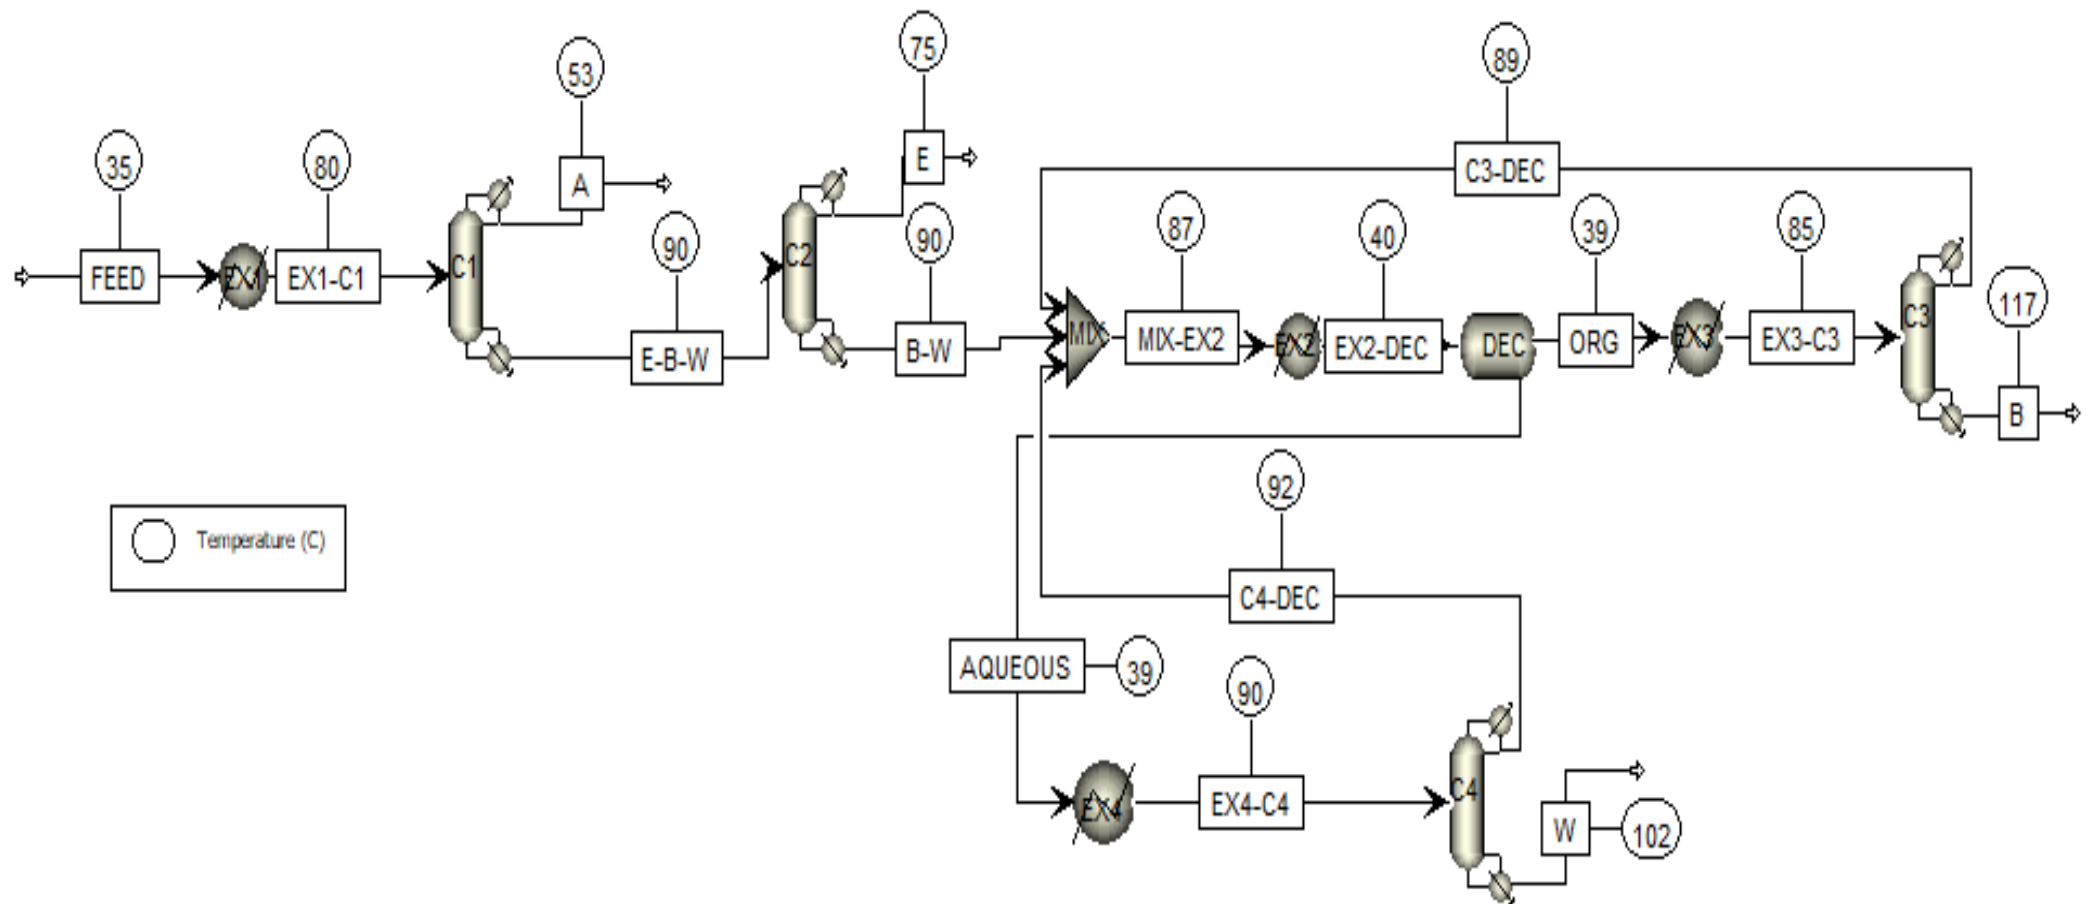 75
89
53
35
80
E
C3-DEC
A
90
90
87
40
39
85
FEED
EX1
EX1-C1
C1
C2
117
E-B-W
B-W
MIX
MIX-EX2
EX2
EX2-DEC
DEC
ORG
EX3
EX3-C3
C3
B
92
Temperature (C)
C4-DEC
AQUEOUS
39
90
EX4
EX4-C4
C4
W
102